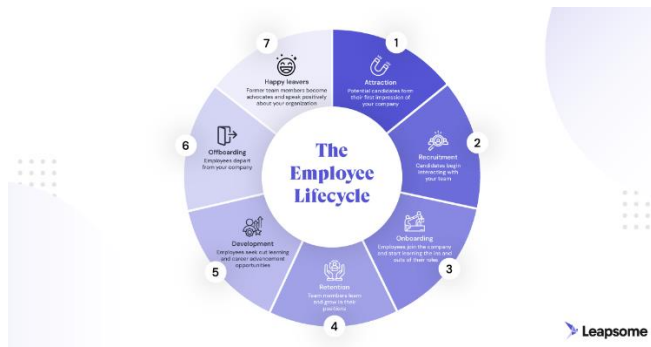 The
Employee
Lifecycle
1
Attraction
Potential candidates form
their first impression of
your company
2
Recruitment
Candidates begin
interacting with
your team
3
Onboarding
Employees join the company
and start learning the ins and
outs of their roles
4
Retention
Team members learn
and grow in their
positions
5
Development
Employees seek out learning
and career advancement
opportunities
6
Offboarding
Employees depart
from your company
7
Happy leavers
Former team members become
advocates and speak positively
about your organization
Leapsome